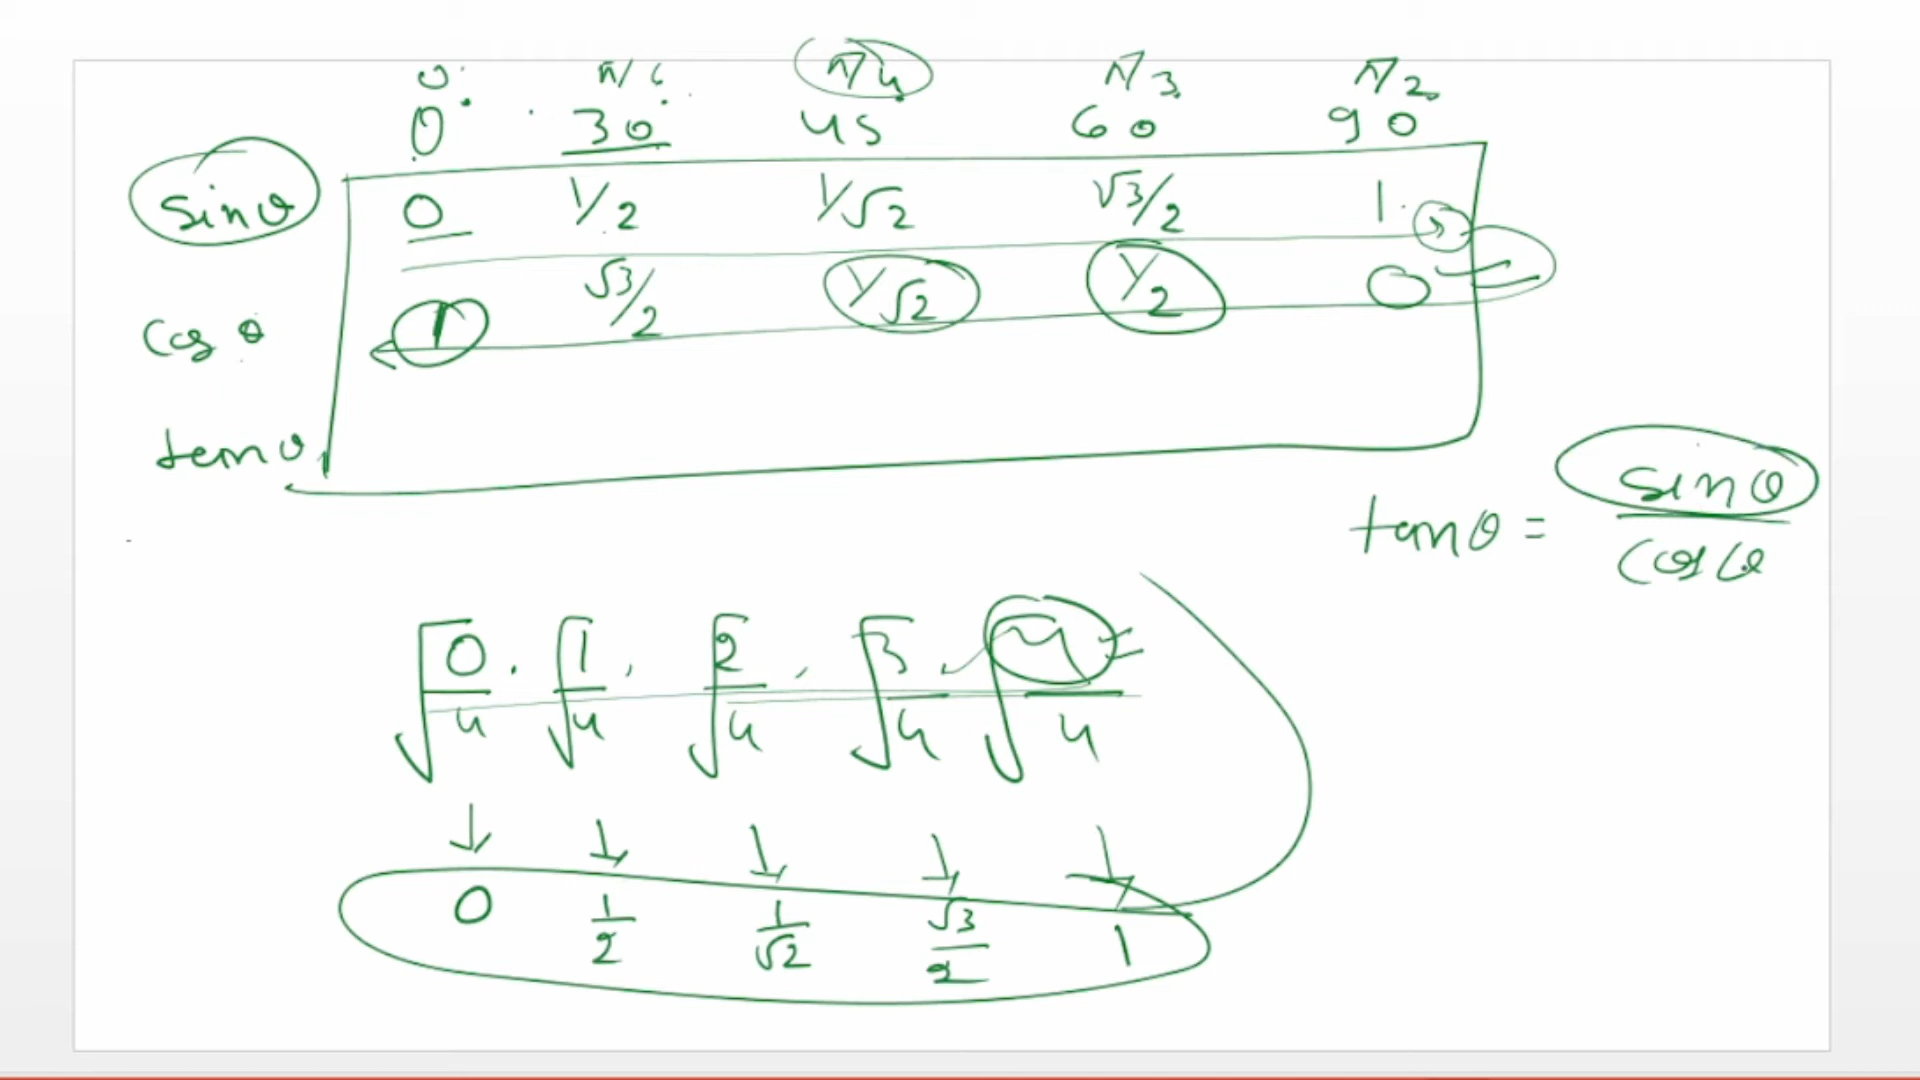 0 π/6 π/4 π/3 π/2
0° 30 45 60 90
sinθ 0 1/2 1/√2 √3/2 1
cosθ 1 √3/2 1/√2 1/2 0
tanθ
tanθ = sinθ/cosθ
√0/4 , √1/4 , √2/4 , √3/4 , √4/4 =
0 1/2 1/√2 √3/2 1